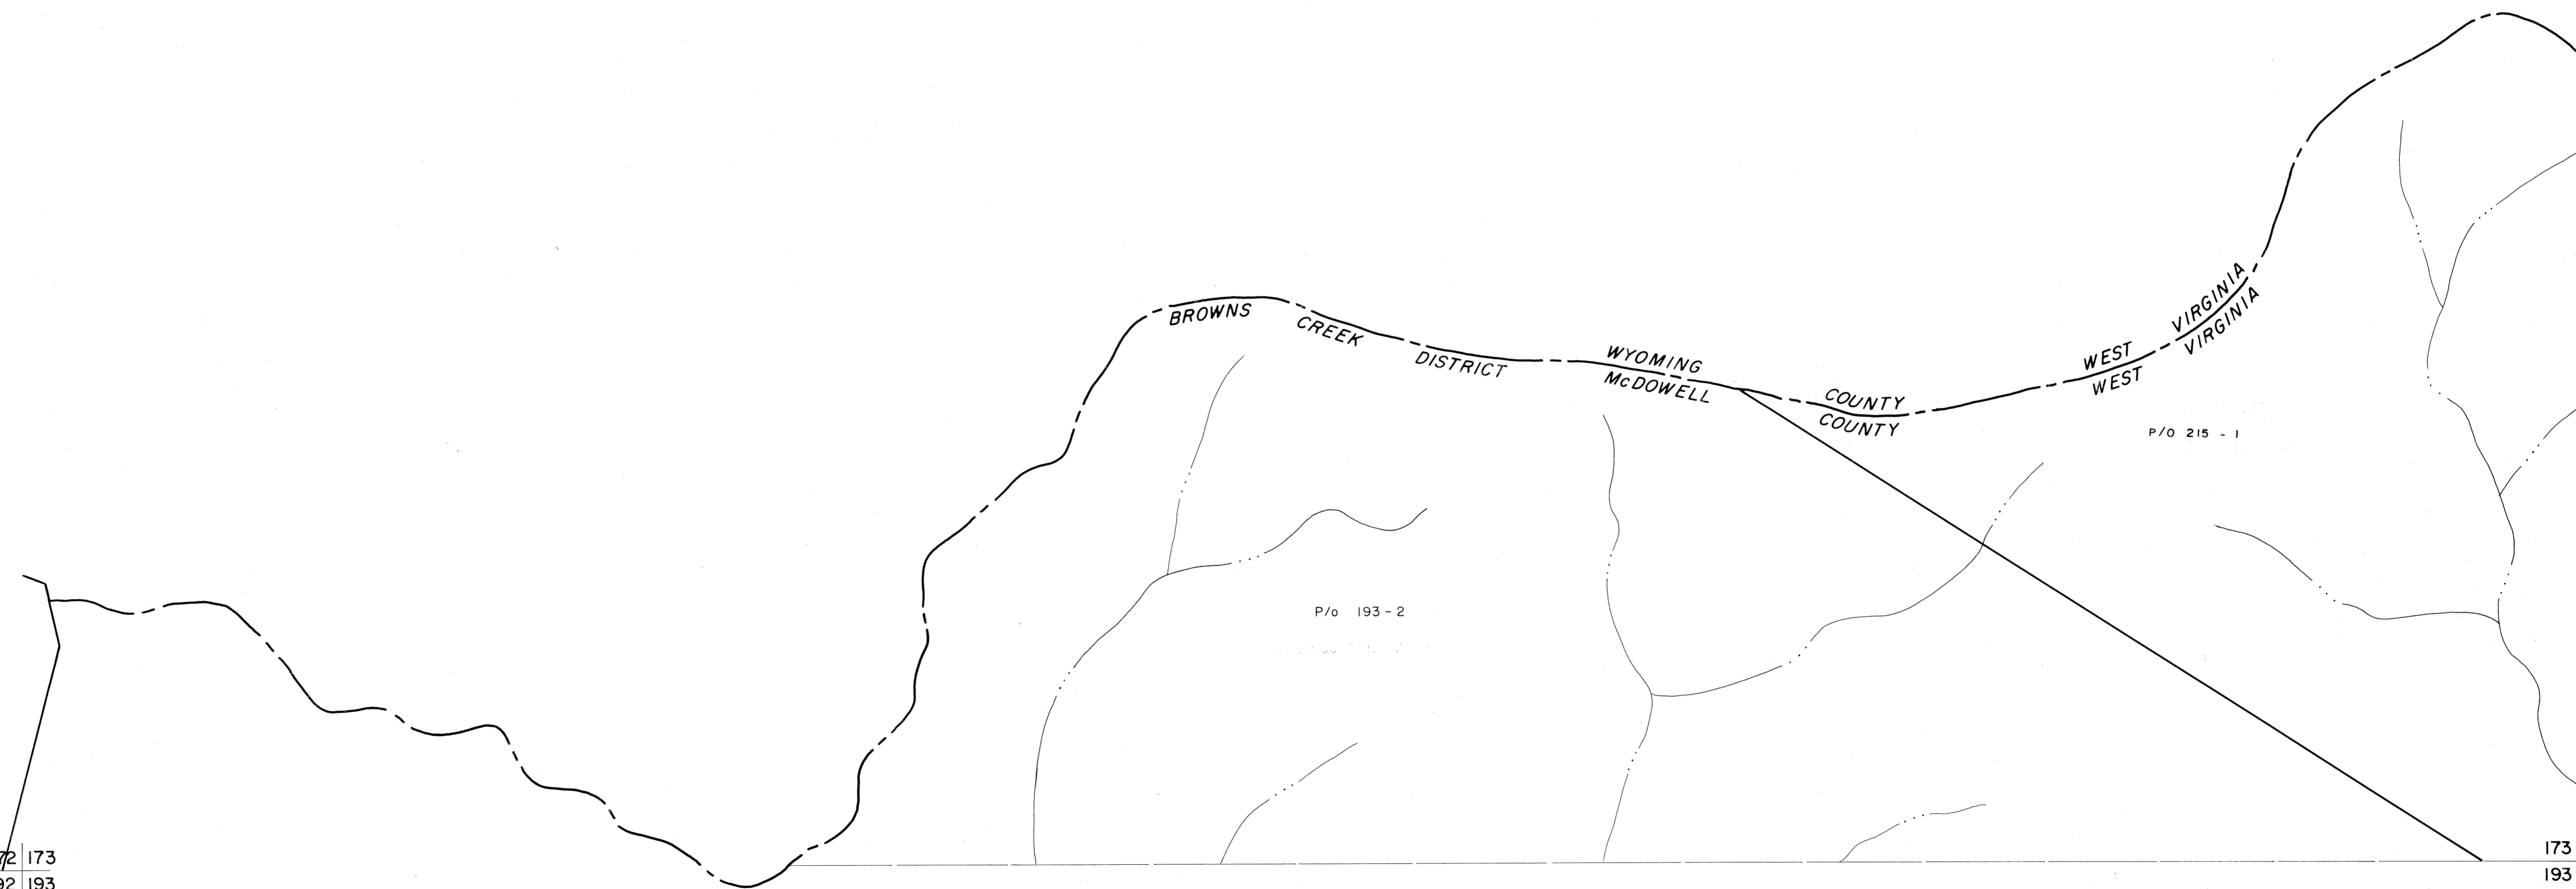 BROWNS CREEK DISTRICT
WYOMING COUNTY WEST VIRGINIA
McDOWELL COUNTY WEST VIRGINIA
P/O 215 - 1
P/o 193 - 2
173
193
173
193